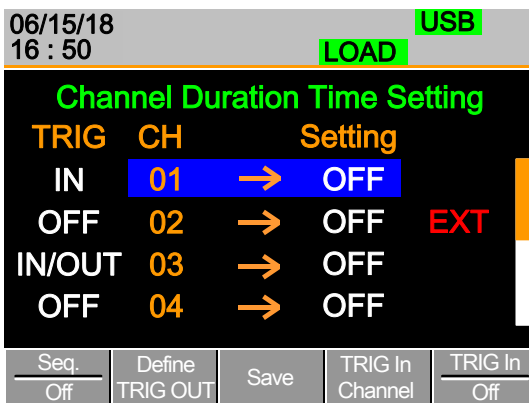 06/15/18 USB
16 : 50 LOAD
Channel Duration Time Setting
TRIG CH Setting
IN 01 → OFF
OFF 02 → OFF EXT
IN/OUT 03 → OFF
OFF 04 → OFF
Seq. Define TRIG In TRIG In
Save
Off TRIG OUT Channel Off